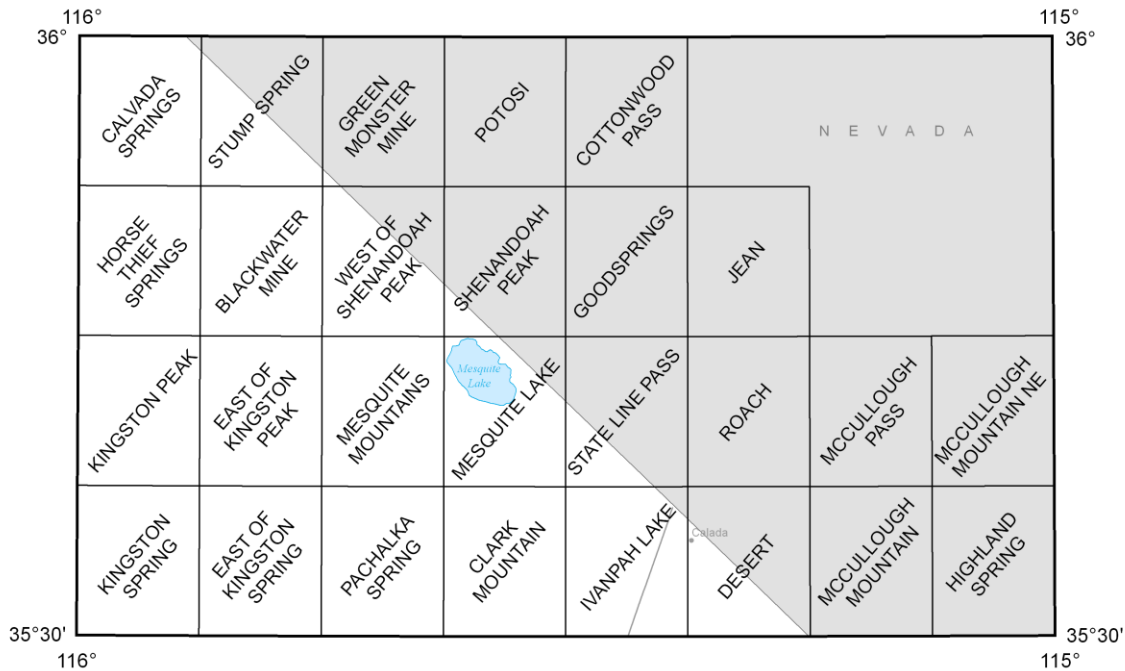 116°
115°
36°
36°
CALVADA
SPRINGS
STUMP SPRING
GREEN
MONSTER
MINE
POTOSI
COTTONWOOD
PASS
NEVADA
HORSE
THIEF
SPRINGS
BLACKWATER
MINE
WEST OF
SHENANDOAH
PEAK
SHENANDOAH
PEAK
GOODSPRINGS
JEAN
KINGSTON PEAK
EAST OF
KINGSTON
PEAK
MESQUITE
MOUNTAINS
Mesquite
Lake
MESQUITE LAKE
STATE LINE PASS
ROACH
MCCULLOUGH
PASS
MCCULLOUGH
MOUNTAIN NE
KINGSTON
SPRING
EAST OF
KINGSTON
SPRING
PACHALKA
SPRING
CLARK
MOUNTAIN
IVANPAH LAKE
Calada
DESERT
MCCULLOUGH
MOUNTAIN
HIGHLAND
SPRING
35°30'
35°30'
116°
115°